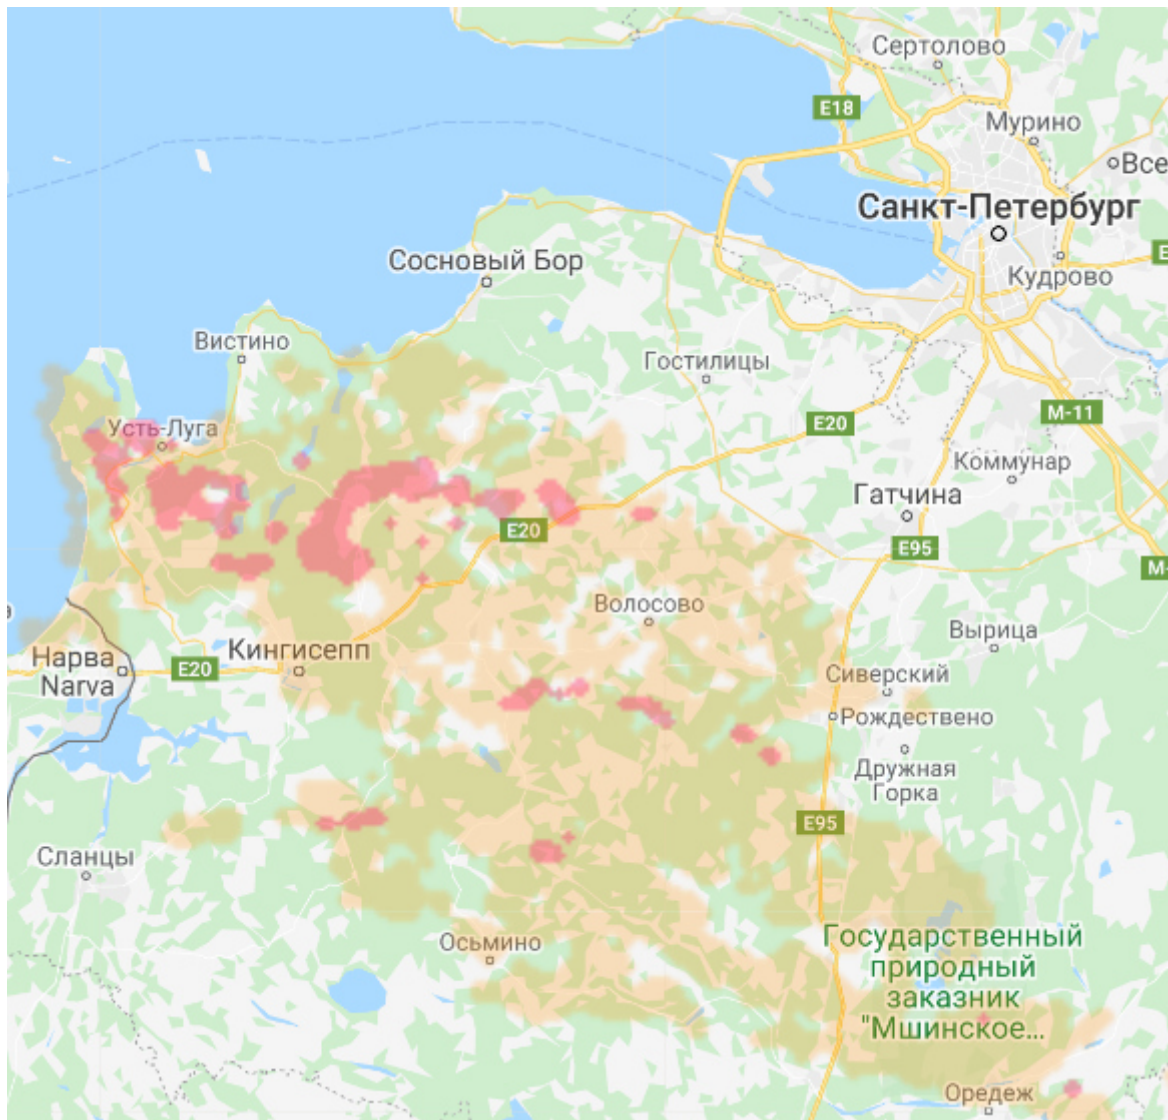 Сертолово
E18
Мурино
Все
Санкт-Петербург
E
Кудрово
Сосновый Бор
Вистино
Гостилицы
M-11
E20
Усть-Луга
Коммунар
Гатчина
E20
E95
M-
Волосово
Вырица
Кингисепп
Нарва
Narva
E20
Сиверский
Рождествено
Дружная
Горка
E95
Сланцы
Осьмино
Государственный
природный
заказник
"Мшинское...
Оредеж